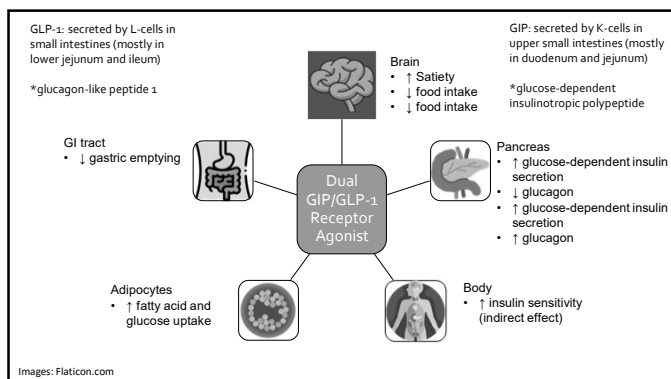 GLP-1: secreted by L-cells in
small intestines (mostly in
lower jejunum and ileum)
*glucagon-like peptide 1
GIP: secreted by K-cells in
upper small intestines (mostly
in duodenum and jejunum)
*glucose-dependent
insulinotropic polypeptide
Brain
• ↑ Satiety
• ↓ food intake
• ↓ food intake
GI tract
• ↓ gastric emptying
Dual
GIP/GLP-1
Receptor
Agonist
Pancreas
• ↑ glucose-dependent insulin
secretion
• ↓ glucagon
• ↑ glucose-dependent insulin
secretion
• ↑ glucagon
Adipocytes
• ↑ fatty acid and
glucose uptake
Body
• ↑ insulin sensitivity
(indirect effect)
Images: Flaticon.com